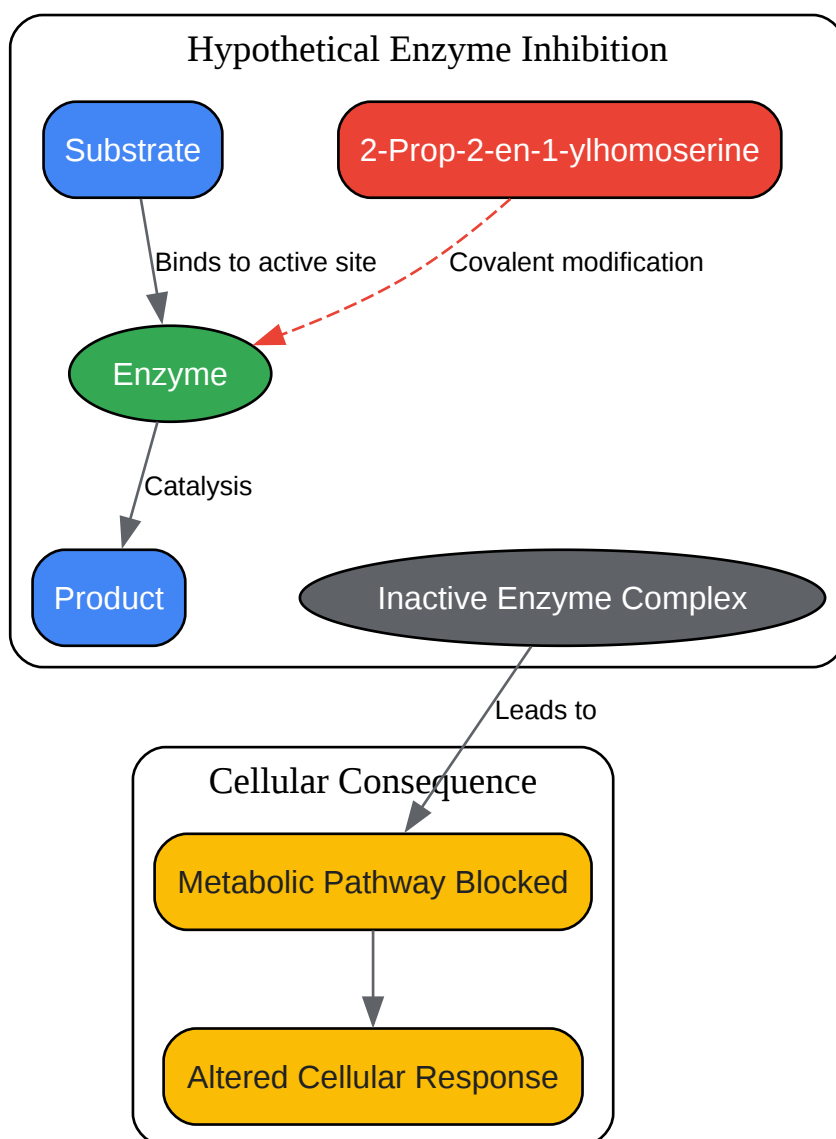 Hypothetical Enzyme Inhibition
Substrate
2-Prop-2-en-1-ylhomoserine
Binds to active site
Covalent modification
Enzyme
Catalysis
Product
Inactive Enzyme Complex
Leads to
Cellular Consequence
Metabolic Pathway Blocked
Altered Cellular Response